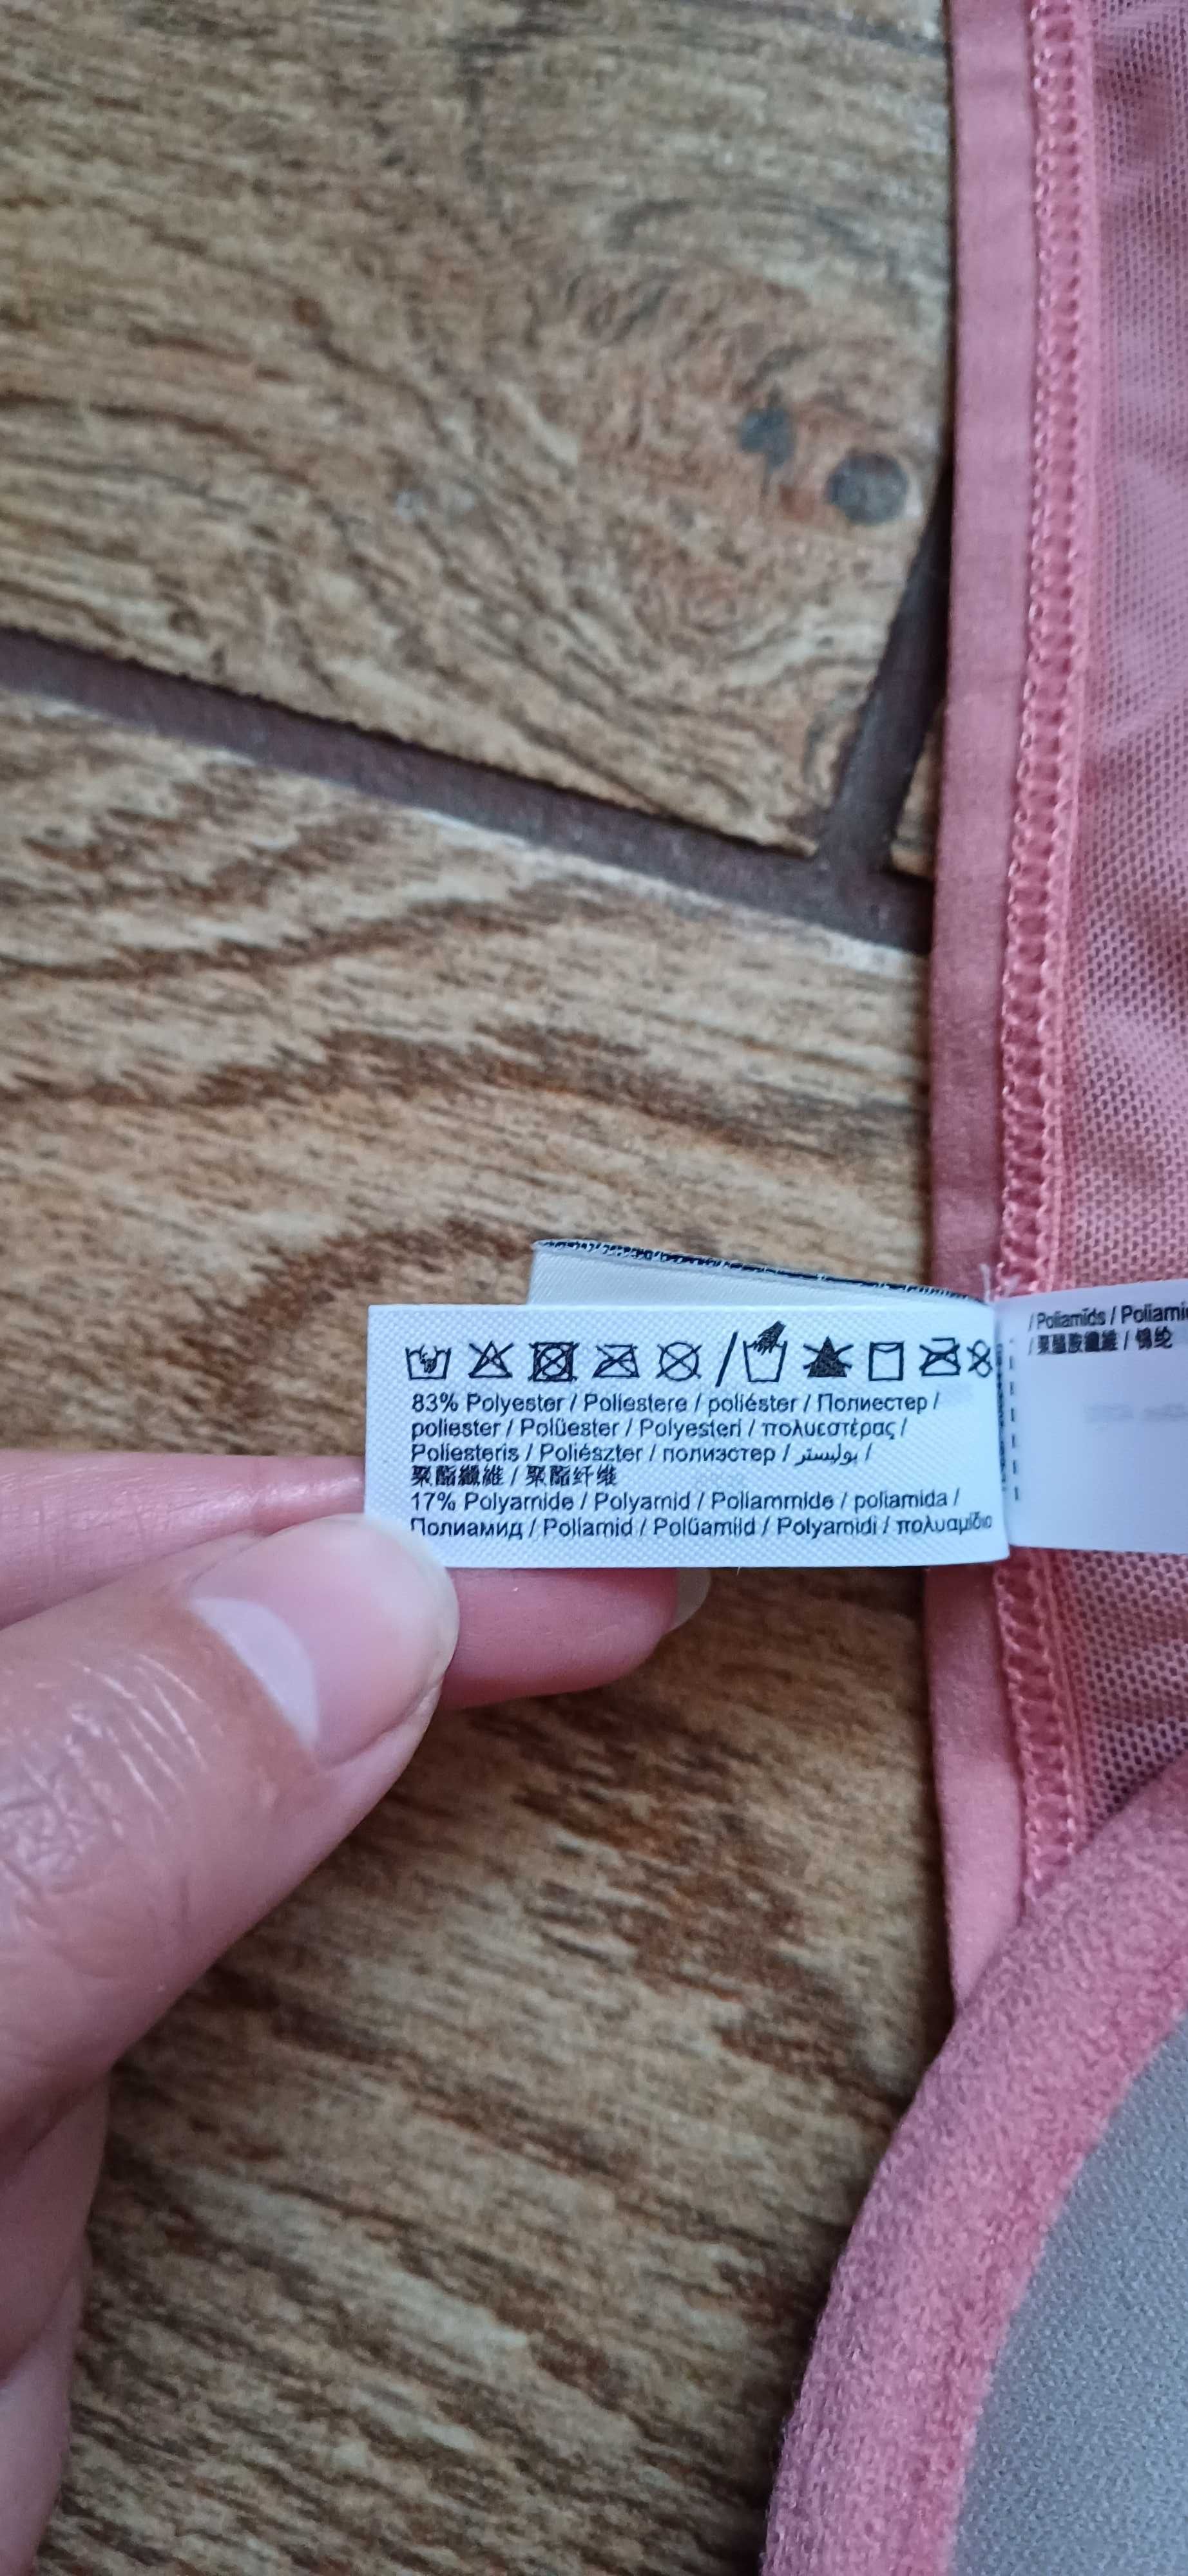 83% Polyester / Poliestere / poliéster / Полиестер /
poliester / Polüester / Polyesteri / πολυεστέρας /
Poliesteris / Poliészter / полиэстер / بوليستر /
聚酯纖維 / 聚酯纤维
17% Polyamide / Polyamid / Poliammide / poliamida /
Полиамид / Poliamid / Polüamiid / Polyamidi / πολυαμίδιο
/ Poliamīds / Poliamid
/ 聚醯胺纖維 / 锦纶